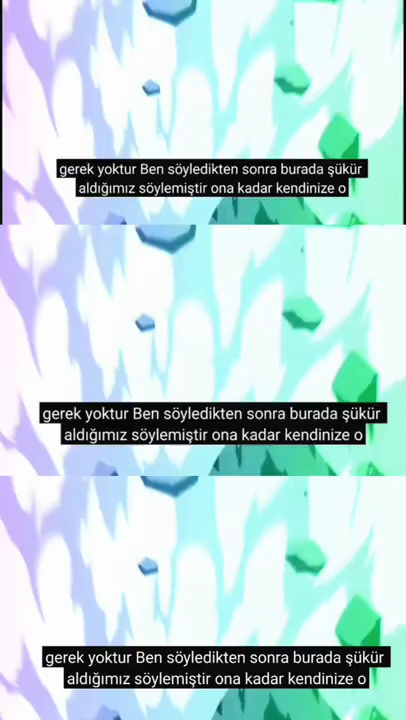 gerek yoktur Ben söyledikten sonra burada şükür
aldığımız söylemiştir ona kadar kendinize o
gerek yoktur Ben söyledikten sonra burada şükür
aldığımız söylemiştir ona kadar kendinize o
gerek yoktur Ben söyledikten sonra burada şükür
aldığımız söylemiştir ona kadar kendinize o